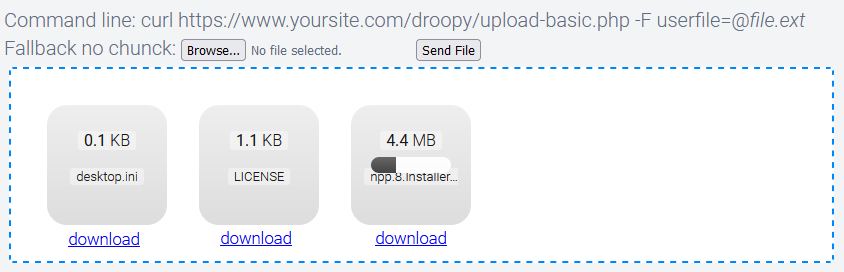 Command line: curl https://www.yoursite.com/droopy/upload-basic.php -F userfile=@file.ext
Fallback no chunck: Browse... No file selected. Send File
0.1 KB 1.1 KB 4.4 MB
desktop.ini LICENSE npp.8.Installer...
download download download